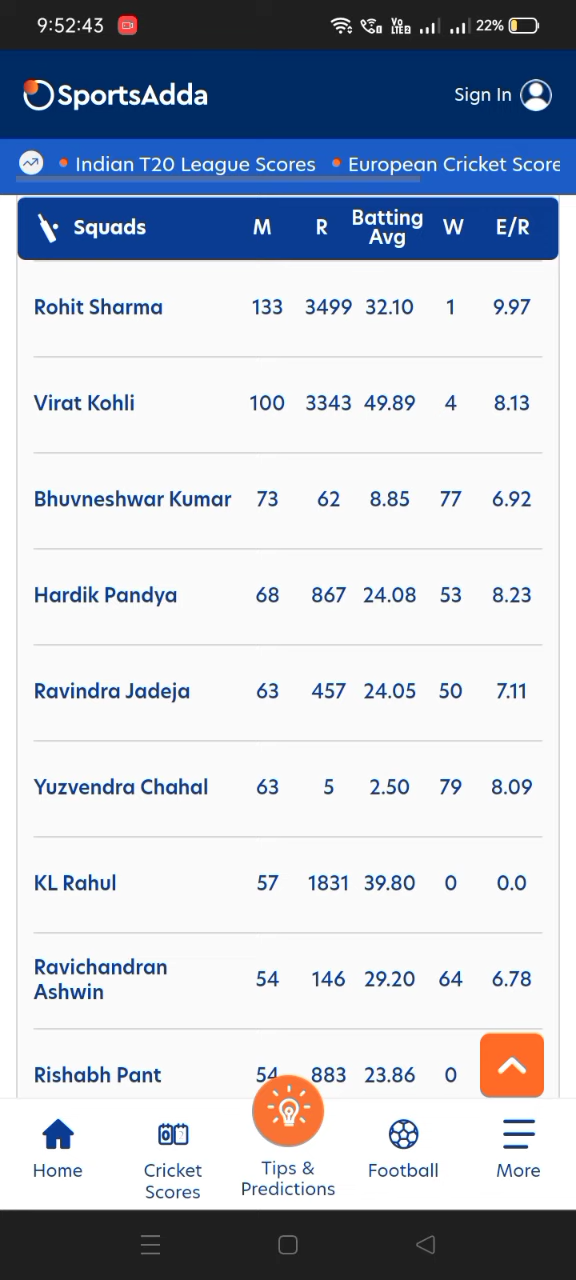 9:52:43
Vo
LTE2
22%
SportsAdda
Sign In
Indian T20 League Scores
European Cricket Score
Squads M R Batting Avg W E/R
Rohit Sharma 133 3499 32.10 1 9.97
Virat Kohli 100 3343 49.89 4 8.13
Bhuvneshwar Kumar 73 62 8.85 77 6.92
Hardik Pandya 68 867 24.08 53 8.23
Ravindra Jadeja 63 457 24.05 50 7.11
Yuzvendra Chahal 63 5 2.50 79 8.09
KL Rahul 57 1831 39.80 0 0.0
Ravichandran
Ashwin 54 146 29.20 64 6.78
Rishabh Pant 54 883 23.86 0
Home
Cricket
Scores
Tips &
Predictions
Football
More